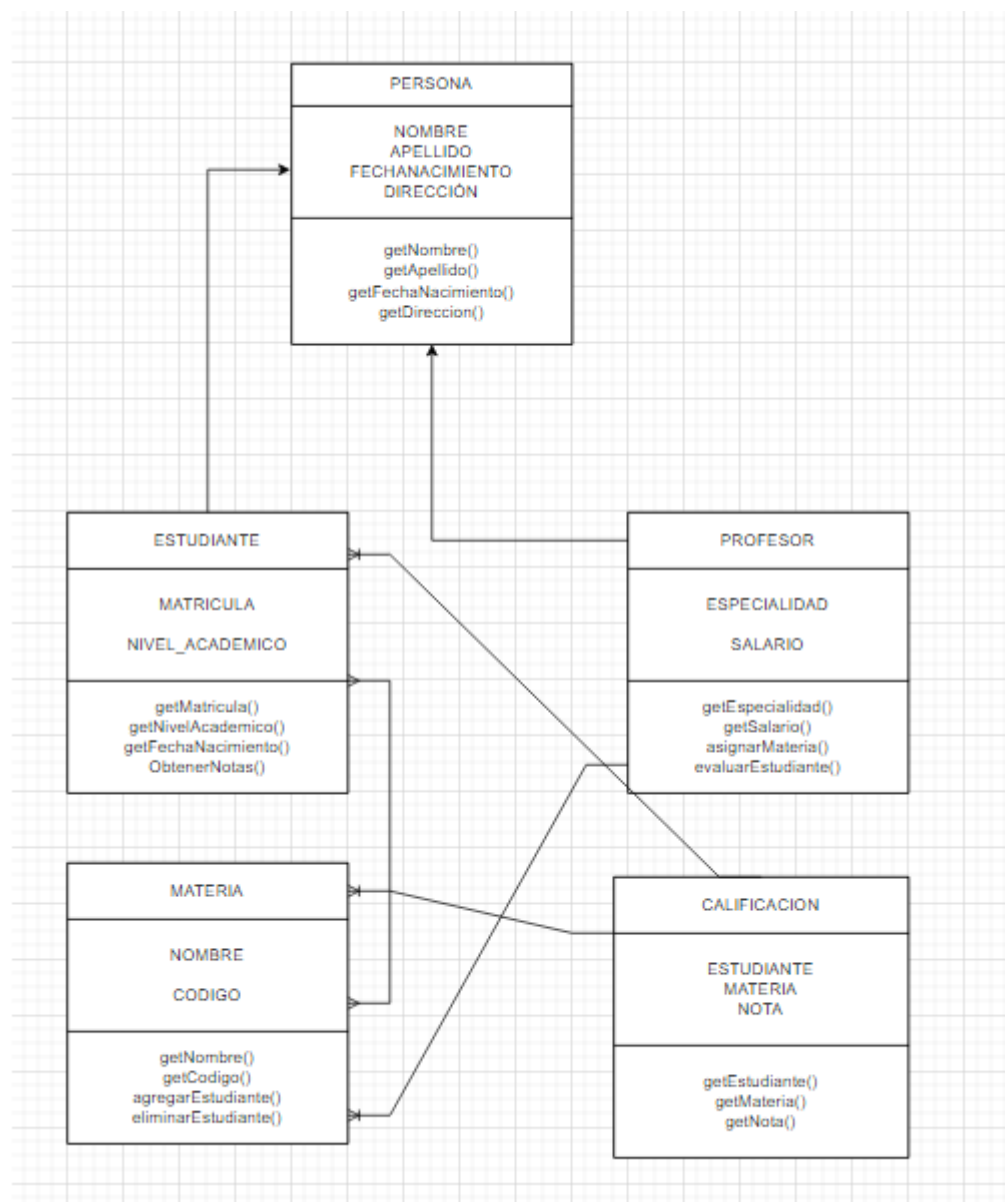 PERSONA
NOMBRE
APELLIDO
FECHANACIMIENTO
DIRECCIÓN
getNombre()
getApellido()
getFechaNacimiento()
getDireccion()
ESTUDIANTE
MATRICULA
NIVEL_ACADEMICO
getMatricula()
getNivelAcademico()
getFechaNacimiento()
ObtenerNotas()
PROFESOR
ESPECIALIDAD
SALARIO
getEspecialidad()
getSalario()
asignarMateria()
evaluarEstudiante()
MATERIA
NOMBRE
CODIGO
getNombre()
getCodigo()
agregarEstudiante()
eliminarEstudiante()
CALIFICACION
ESTUDIANTE
MATERIA
NOTA
getEstudiante()
getMateria()
getNota()